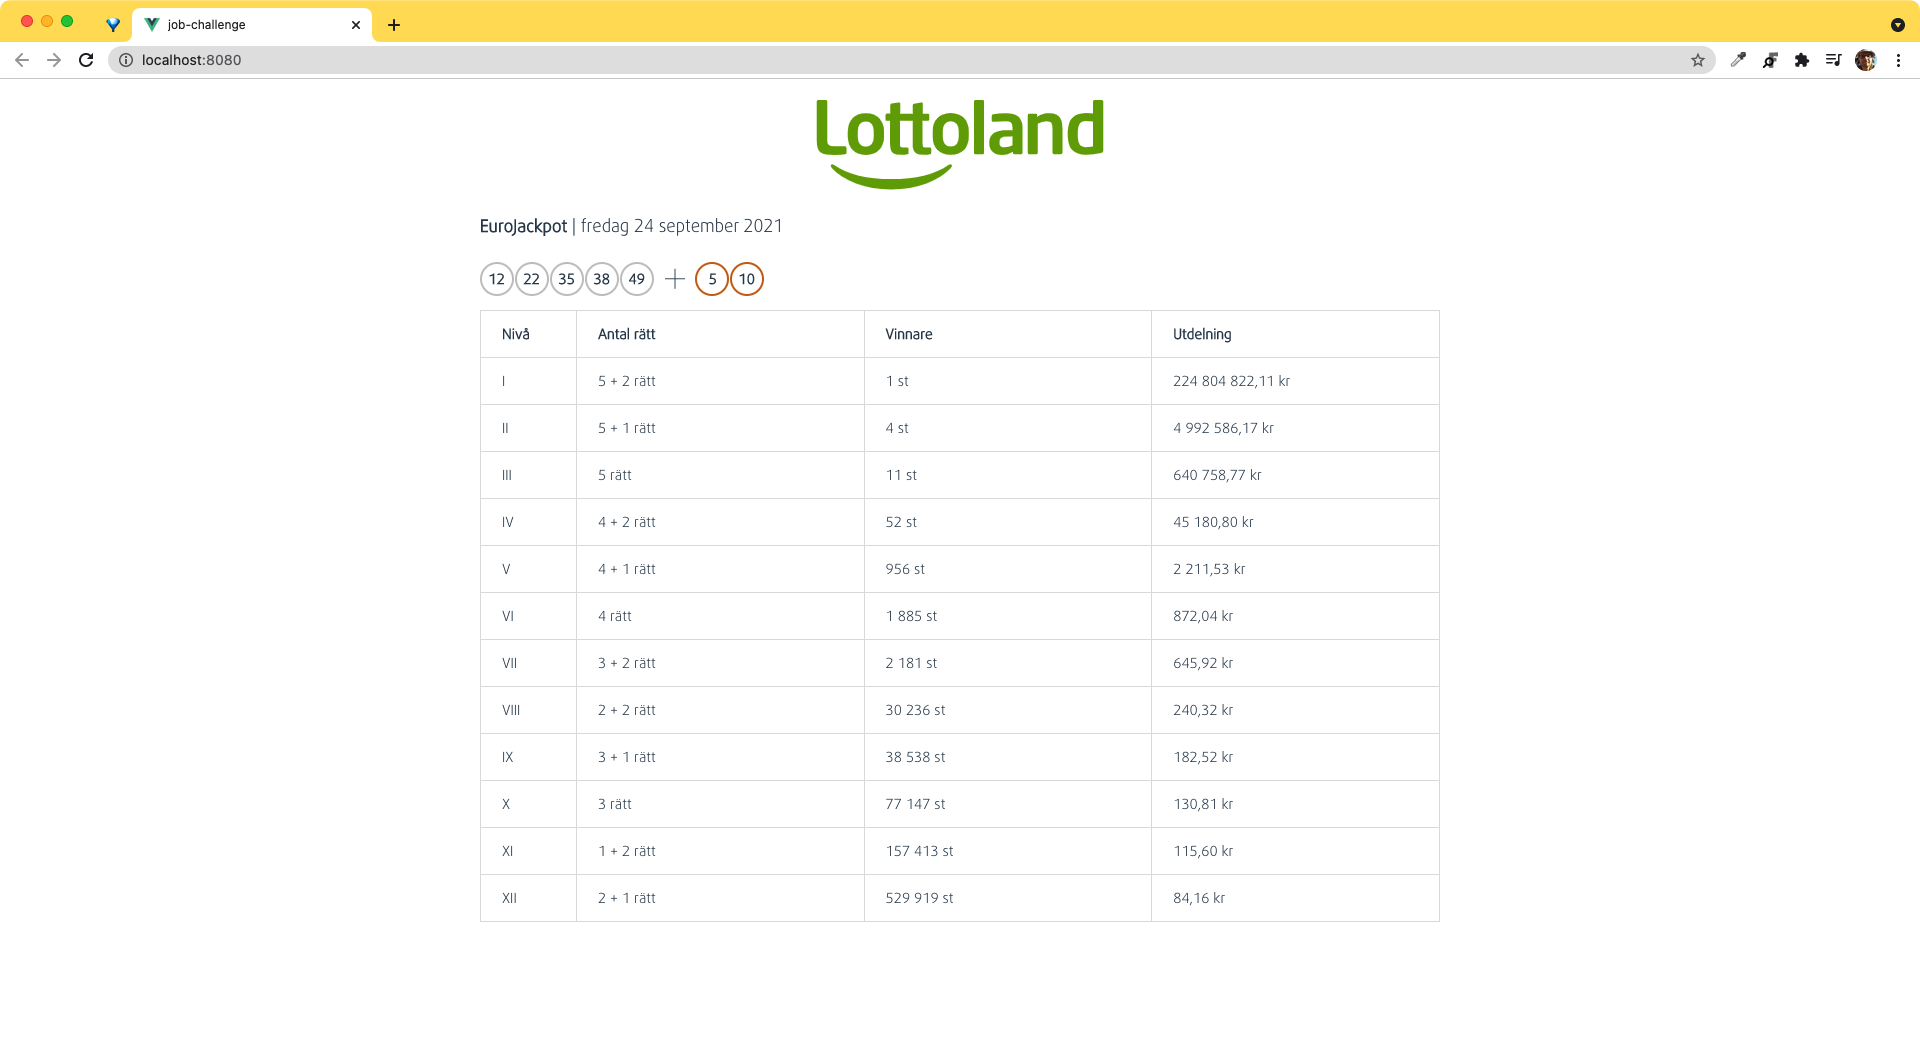 job-challenge
localhost:8080
Lottoland
EuroJackpot | fredag 24 september 2021
12 22 35 38 49 + 5 10
Nivå Antal rätt Vinnare Utdelning
I 5 + 2 rätt 1 st 224 804 822,11 kr
II 5 + 1 rätt 4 st 4 992 586,17 kr
III 5 rätt 11 st 640 758,77 kr
IV 4 + 2 rätt 52 st 45 180,80 kr
V 4 + 1 rätt 956 st 2 211,53 kr
VI 4 rätt 1 885 st 872,04 kr
VII 3 + 2 rätt 2 181 st 645,92 kr
VIII 2 + 2 rätt 30 236 st 240,32 kr
IX 3 + 1 rätt 38 538 st 182,52 kr
X 3 rätt 77 147 st 130,81 kr
XI 1 + 2 rätt 157 413 st 115,60 kr
XII 2 + 1 rätt 529 919 st 84,16 kr